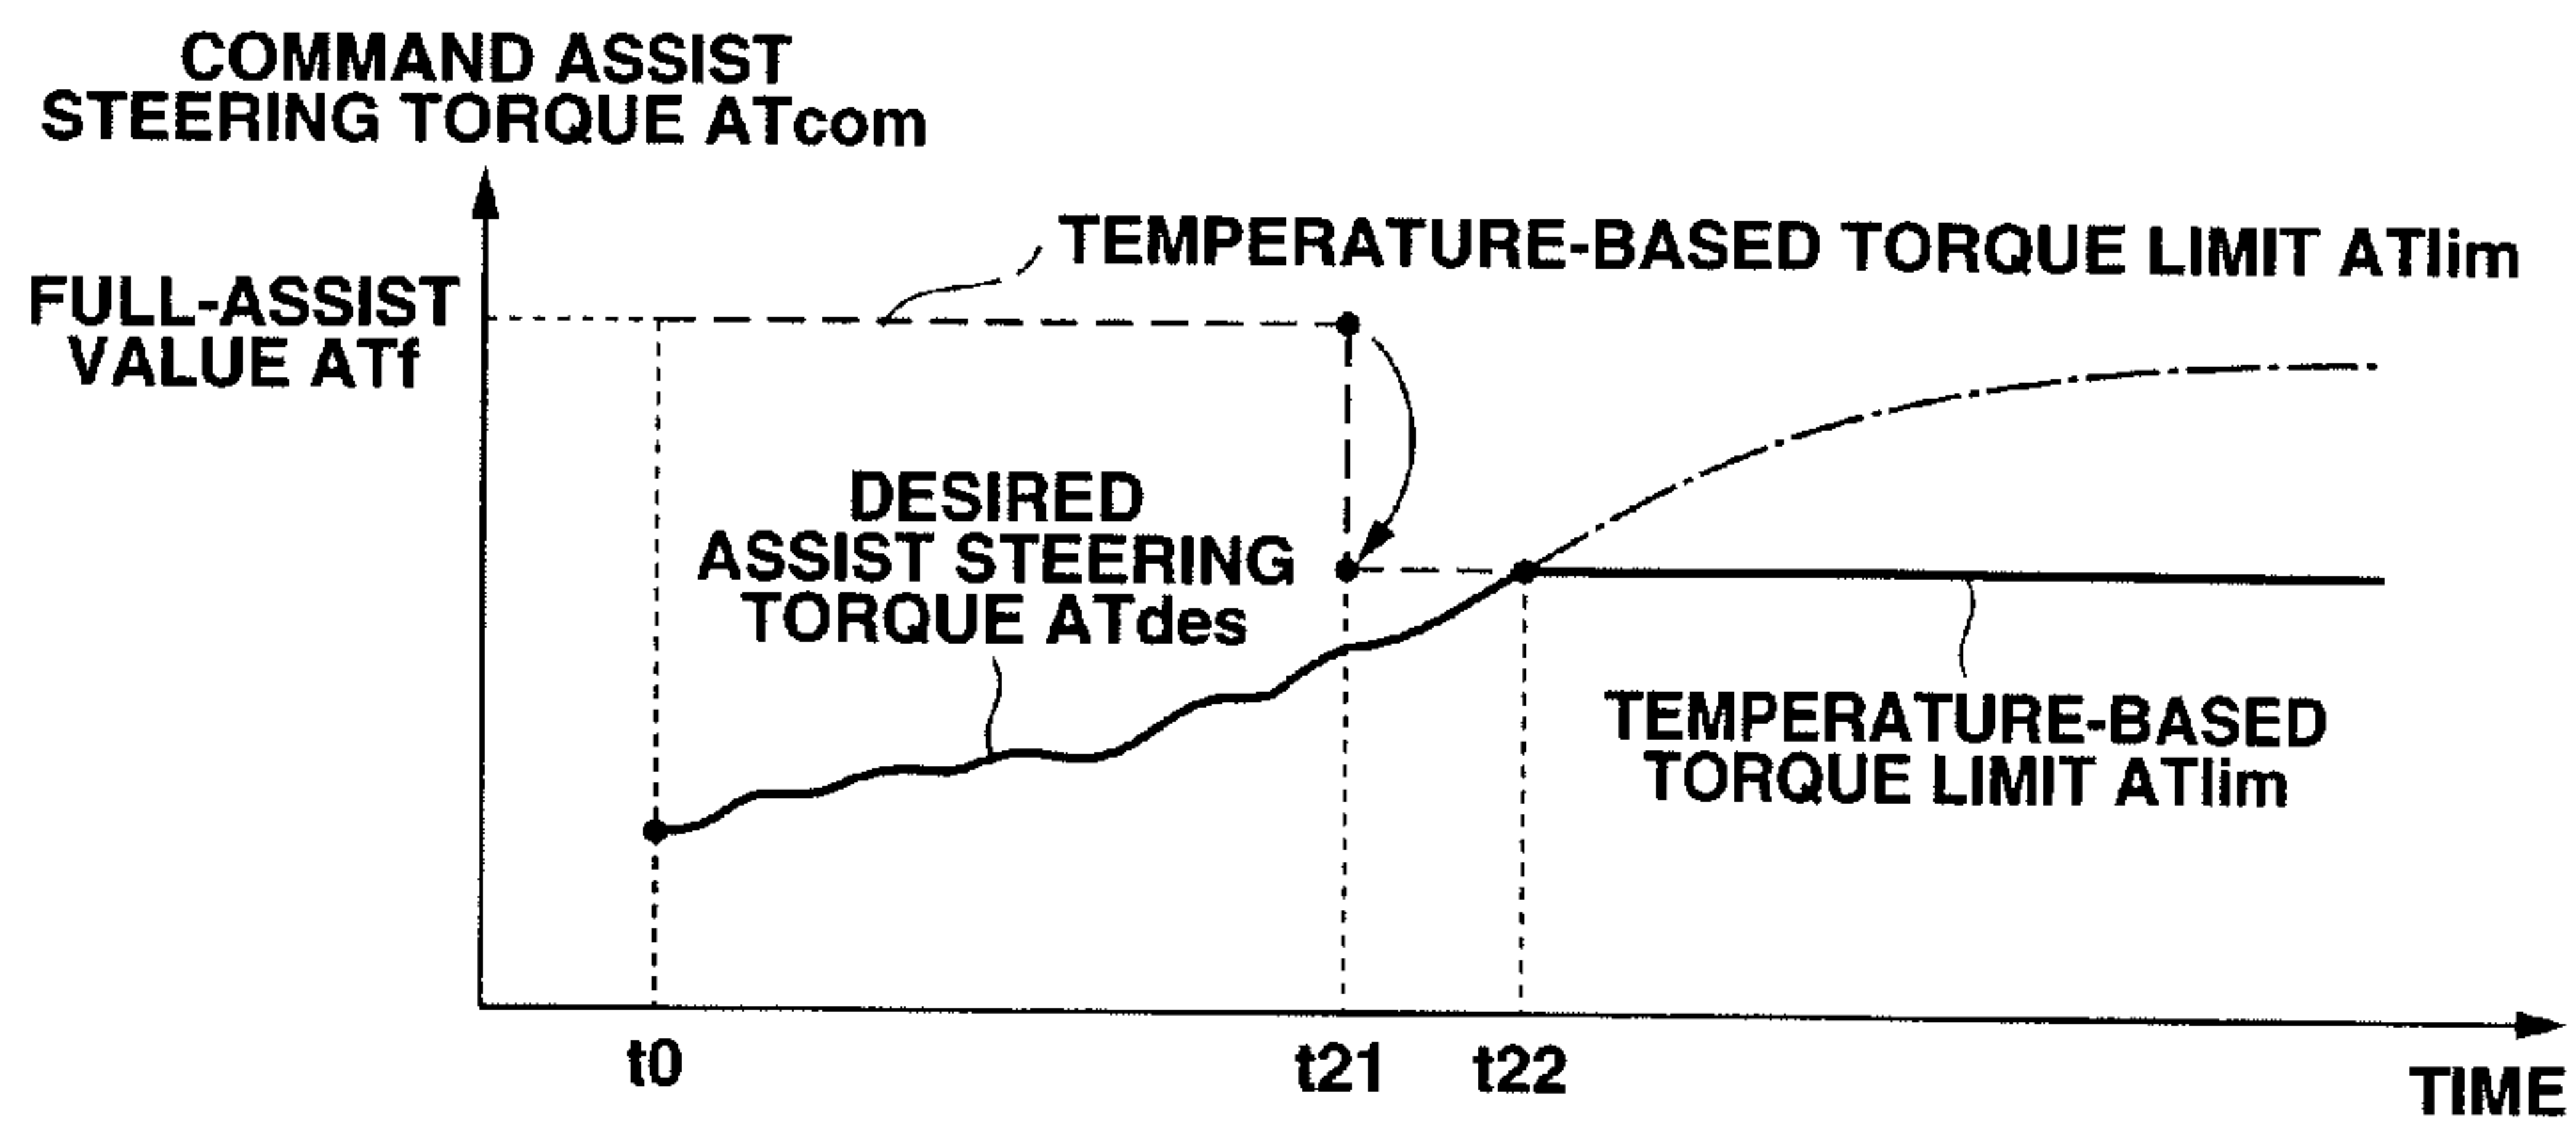 COMMAND ASSIST
STEERING TORQUE ATcom
TEMPERATURE-BASED TORQUE LIMIT ATlim
FULL-ASSIST
VALUE ATf
DESIRED
ASSIST STEERING
TORQUE ATdes
TEMPERATURE-BASED
TORQUE LIMIT ATlim
t0
t21
t22
TIME